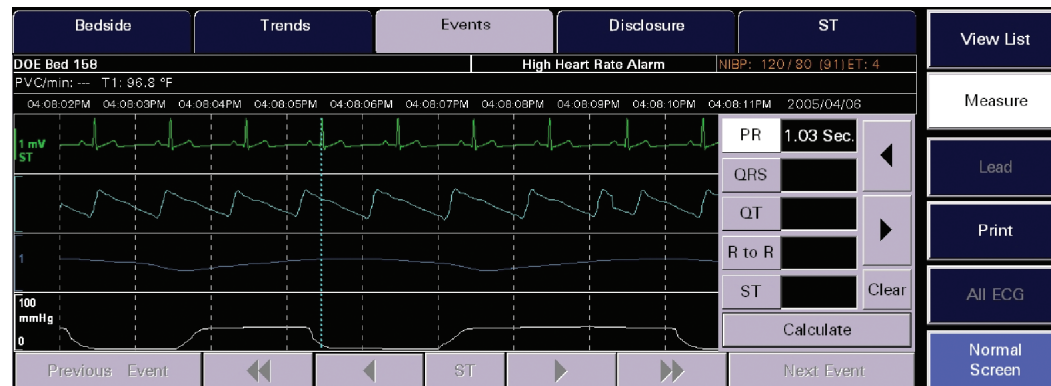 Bedside Trends Events Disclosure ST
View List
DOE Bed 158 High Heart Rate Alarm NIBP: 120/80 (91) ET: 4
PVC/min: --- T1: 96.8 °F
04:08:02PM 04:08:03PM 04:08:04PM 04:08:05PM 04:08:06PM 04:08:07PM 04:08:08PM 04:08:09PM 04:08:10PM 04:08:11PM 2005/04/06
Measure
1 mV
ST
PR 1.03 Sec.
QRS
Lead
QT
Print
1
R to R
100
mmHg
0
ST Clear
All ECG
Calculate
Previous Event ST Next Event
Normal
Screen